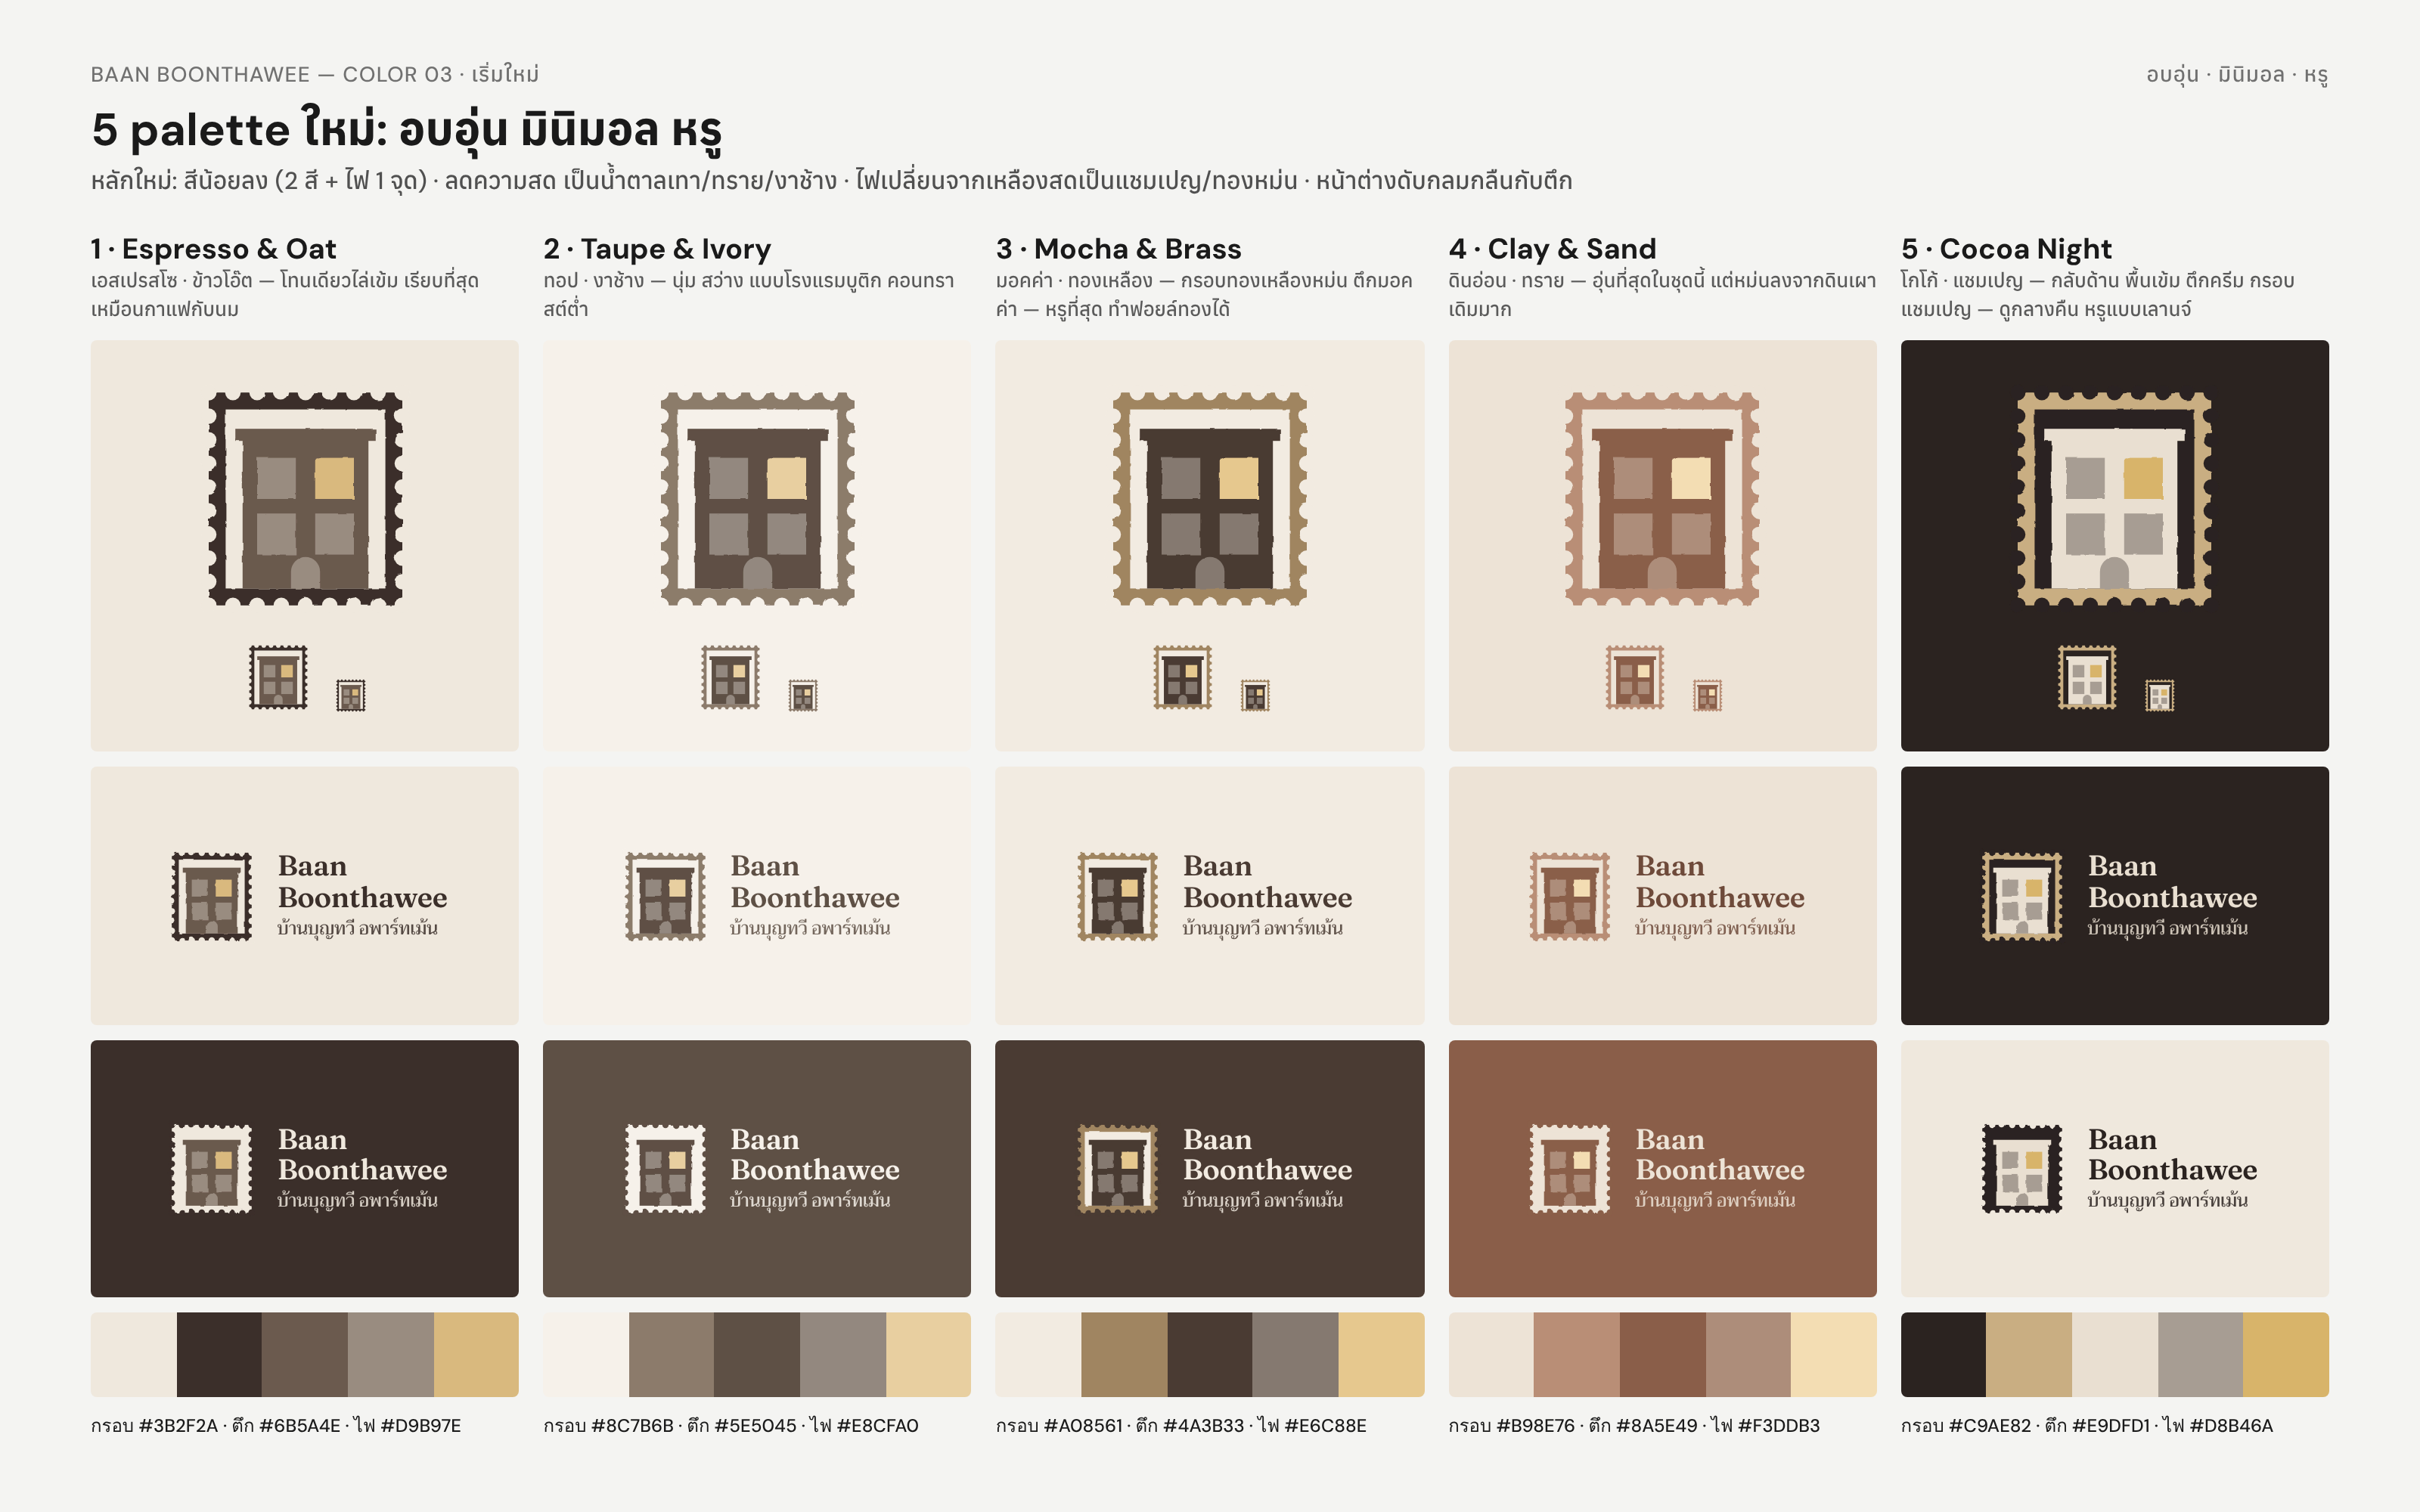 BAAN BOONTHAWEE — COLOR 03 · เริ่มใหม่
อบอุ่น · มินิมอล · หรู
5 palette ใหม่: อบอุ่น มินิมอล หรู
หลักใหม่: สีน้อยลง (2 สี + ไฟ 1 จุด) · ลดความสด เป็นน้ำตาลเทา/ทราย/งาช้าง · ไฟเปลี่ยนจากเหลืองสดเป็นแชมเปญ/ทองหม่น · หน้าต่างดับกลมกลืนกับตึก
1 · Espresso & Oat
เอสเปรสโซ · ข้าวโอ๊ต — โทนเดียวไล่เข้ม เรียบที่สุด
เหมือนกาแฟกับนม
2 · Taupe & Ivory
ทอป · งาช้าง — นุ่ม สว่าง แบบโรงแรมบูติก คอนทรา
สต์ต่ำ
3 · Mocha & Brass
มอคค่า · ทองเหลือง — กรอบทองเหลืองหม่น ตึกมอค
ค่า — หรูที่สุด ทำฟอยล์ทองได้
4 · Clay & Sand
ดินอ่อน · ทราย — อุ่นที่สุดในชุดนี้ แต่หม่นลงจากดินเผา
เดิมมาก
5 · Cocoa Night
โกโก้ · แชมเปญ — กลับด้าน พื้นเข้ม ตึกครีม กรอบ
แชมเปญ — ดูกลางคืน หรูแบบเลานจ์
Baan
Boonthawee
บ้านบุญทวี อพาร์ทเม้น
Baan
Boonthawee
บ้านบุญทวี อพาร์ทเม้น
Baan
Boonthawee
บ้านบุญทวี อพาร์ทเม้น
Baan
Boonthawee
บ้านบุญทวี อพาร์ทเม้น
Baan
Boonthawee
บ้านบุญทวี อพาร์ทเม้น
Baan
Boonthawee
บ้านบุญทวี อพาร์ทเม้น
Baan
Boonthawee
บ้านบุญทวี อพาร์ทเม้น
Baan
Boonthawee
บ้านบุญทวี อพาร์ทเม้น
Baan
Boonthawee
บ้านบุญทวี อพาร์ทเม้น
Baan
Boonthawee
บ้านบุญทวี อพาร์ทเม้น
กรอบ #3B2F2A · ตึก #6B5A4E · ไฟ #D9B97E
กรอบ #8C7B6B · ตึก #5E5045 · ไฟ #E8CFA0
กรอบ #A08561 · ตึก #4A3B33 · ไฟ #E6C88E
กรอบ #B98E76 · ตึก #8A5E49 · ไฟ #F3DDB3
กรอบ #C9AE82 · ตึก #E9DFD1 · ไฟ #D8B46A